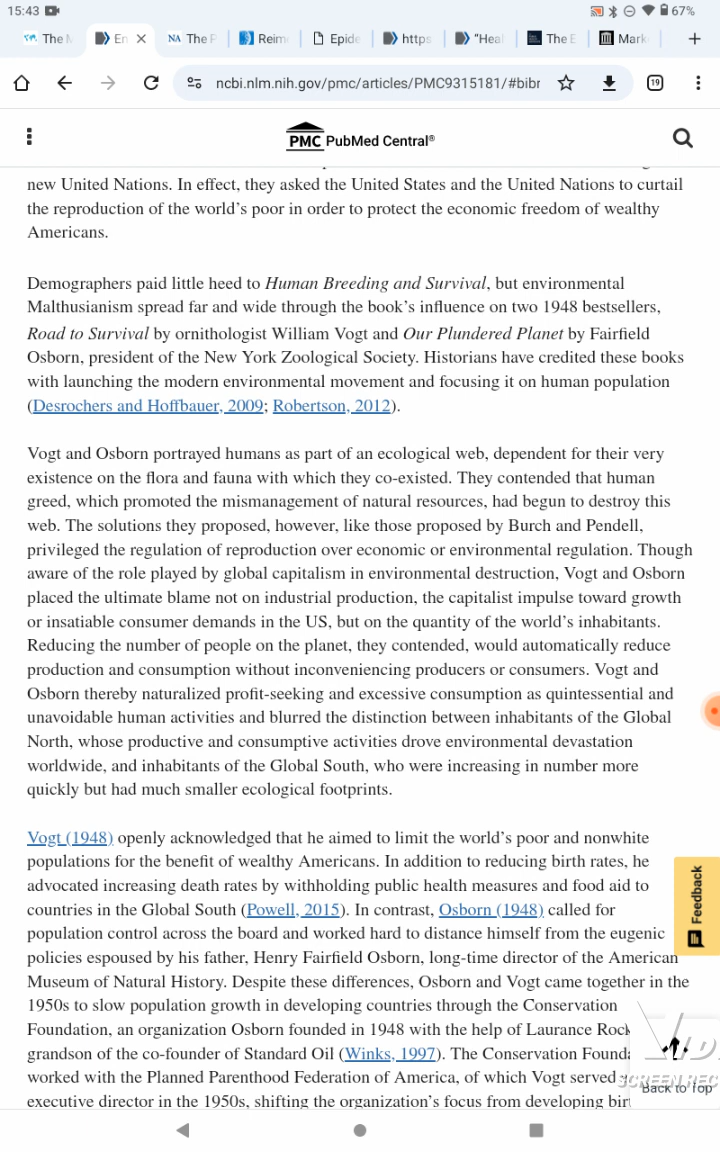 15:43
67%
The M
En
NA The P
Reim
Epide
https
"Heal
The E
Mark
ncbi.nlm.nih.gov/pmc/articles/PMC9315181/#bibr
19
PMC PubMed Central®
new United Nations. In effect, they asked the United States and the United Nations to curtail
the reproduction of the world's poor in order to protect the economic freedom of wealthy
Americans.
Demographers paid little heed to Human Breeding and Survival, but environmental
Malthusianism spread far and wide through the book's influence on two 1948 bestsellers,
Road to Survival by ornithologist William Vogt and Our Plundered Planet by Fairfield
Osborn, president of the New York Zoological Society. Historians have credited these books
with launching the modern environmental movement and focusing it on human population
(Desrochers and Hoffbauer, 2009; Robertson, 2012).
Vogt and Osborn portrayed humans as part of an ecological web, dependent for their very
existence on the flora and fauna with which they co-existed. They contended that human
greed, which promoted the mismanagement of natural resources, had begun to destroy this
web. The solutions they proposed, however, like those proposed by Burch and Pendell,
privileged the regulation of reproduction over economic or environmental regulation. Though
aware of the role played by global capitalism in environmental destruction, Vogt and Osborn
placed the ultimate blame not on industrial production, the capitalist impulse toward growth
or insatiable consumer demands in the US, but on the quantity of the world's inhabitants.
Reducing the number of people on the planet, they contended, would automatically reduce
production and consumption without inconveniencing producers or consumers. Vogt and
Osborn thereby naturalized profit-seeking and excessive consumption as quintessential and
unavoidable human activities and blurred the distinction between inhabitants of the Global
North, whose productive and consumptive activities drove environmental devastation
worldwide, and inhabitants of the Global South, who were increasing in number more
quickly but had much smaller ecological footprints.
Vogt (1948) openly acknowledged that he aimed to limit the world's poor and nonwhite
populations for the benefit of wealthy Americans. In addition to reducing birth rates, he
advocated increasing death rates by withholding public health measures and food aid to
countries in the Global South (Powell, 2015). In contrast, Osborn (1948) called for
population control across the board and worked hard to distance himself from the eugenic
policies espoused by his father, Henry Fairfield Osborn, long-time director of the American
Museum of Natural History. Despite these differences, Osborn and Vogt came together in the
1950s to slow population growth in developing countries through the Conservation
Foundation, an organization Osborn founded in 1948 with the help of Laurance Rock
grandson of the co-founder of Standard Oil (Winks, 1997). The Conservation Founda
worked with the Planned Parenthood Federation of America, of which Vogt served
executive director in the 1950s, shifting the organization's focus from developing birt
Feedback
SCREEN REC
Back to Top